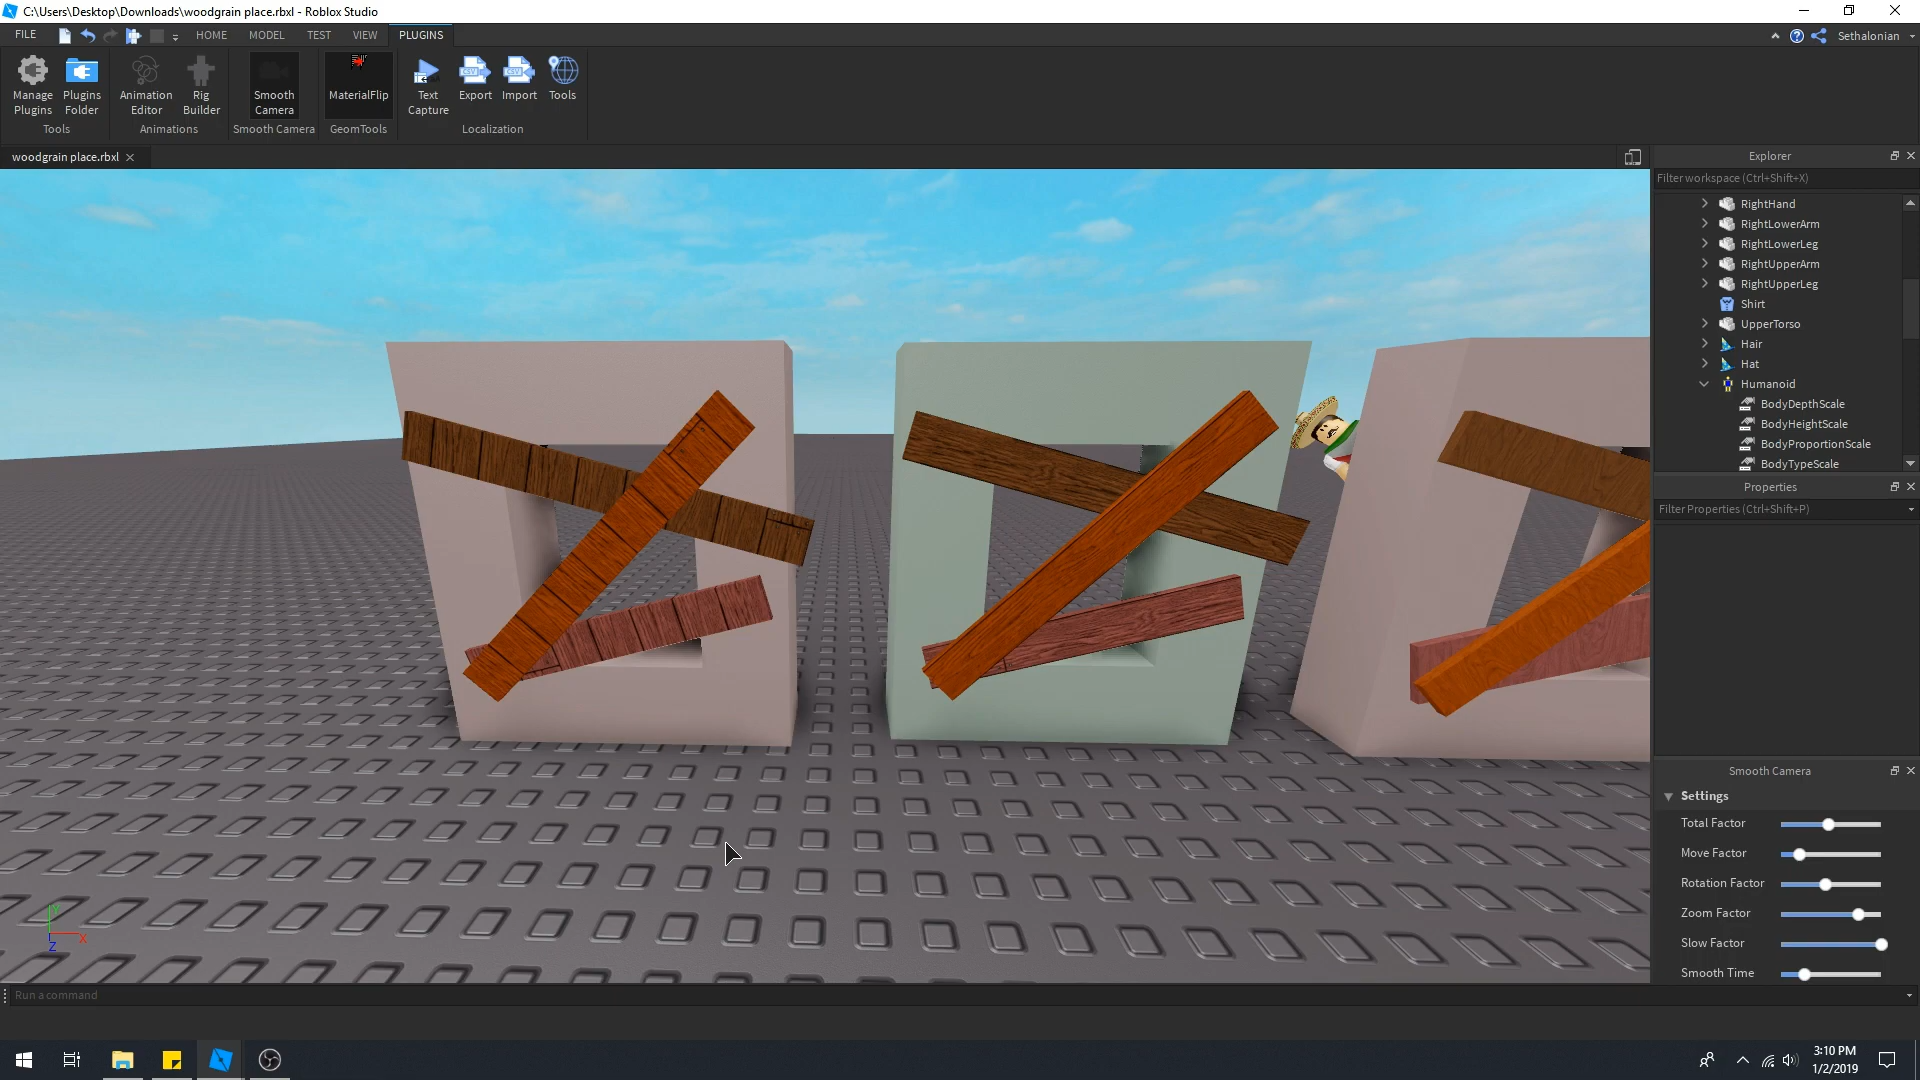 C:\Users\Desktop\Downloads\woodgrain place.rbxl - Roblox Studio
FILE HOME MODEL TEST VIEW PLUGINS Sethalonian
Manage Plugins
Plugins Folder
Animation Editor
Rig Builder
Smooth Camera
MaterialFlip
Text Capture
Export
Import
Tools
Tools Animations Smooth Camera GeomTools Localization
woodgrain place.rbxl
Explorer
Filter workspace (Ctrl+Shift+X)
RightHand
RightLowerArm
RightLowerLeg
RightUpperArm
RightUpperLeg
Shirt
UpperTorso
Hair
Hat
Humanoid
BodyDepthScale
BodyHeightScale
BodyProportionScale
BodyTypeScale
Properties
Filter Properties (Ctrl+Shift+P)
Smooth Camera
Settings
Total Factor
Move Factor
Rotation Factor
Zoom Factor
Slow Factor
Smooth Time
Y
X
Z
Run a command
3:10 PM
1/2/2019